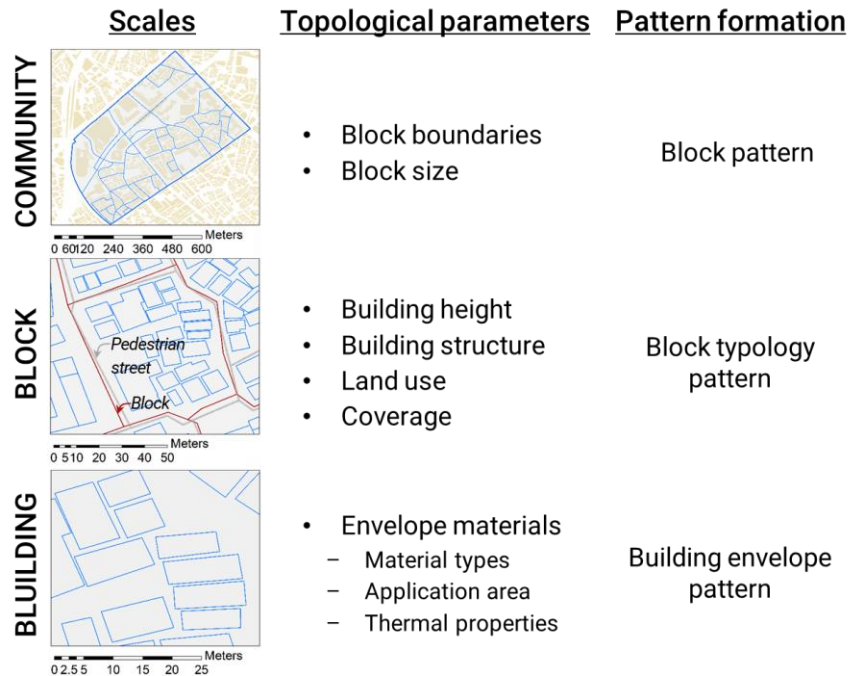 Scales Topological parameters Pattern formation
COMMUNITY
• Block boundaries
• Block size
Block pattern
Meters
0 60120 240 360 480 600
BLOCK
Pedestrian
street
Block
• Building height
• Building structure
• Land use
• Coverage
Block typology
pattern
Meters
0 510 20 30 40 50
BLUILDING
• Envelope materials
– Material types
– Application area
– Thermal properties
Building envelope
pattern
Meters
0 2.5 5 10 15 20 25